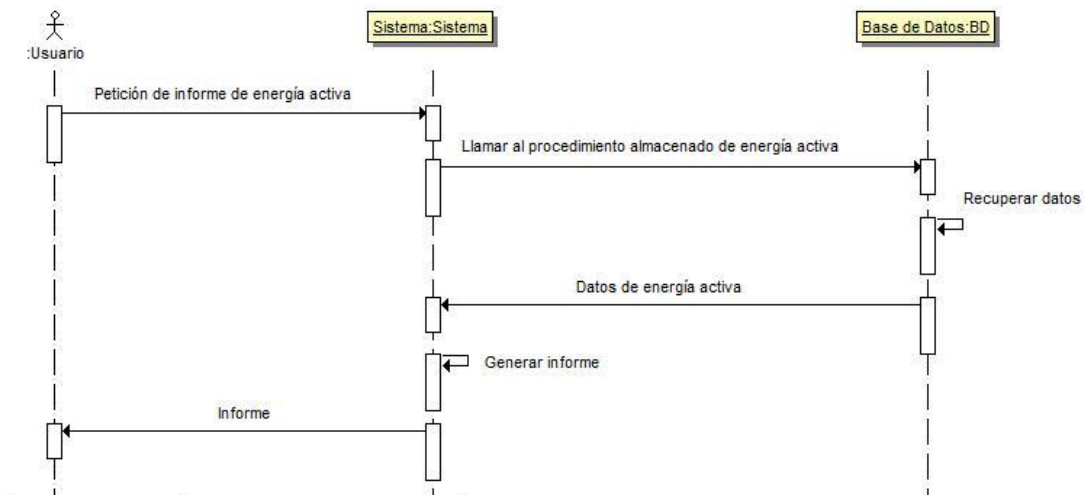 :Usuario
Sistema:Sistema
Base de Datos:BD
Petición de informe de energía activa
Llamar al procedimiento almacenado de energía activa
Recuperar datos
Datos de energía activa
Generar informe
Informe